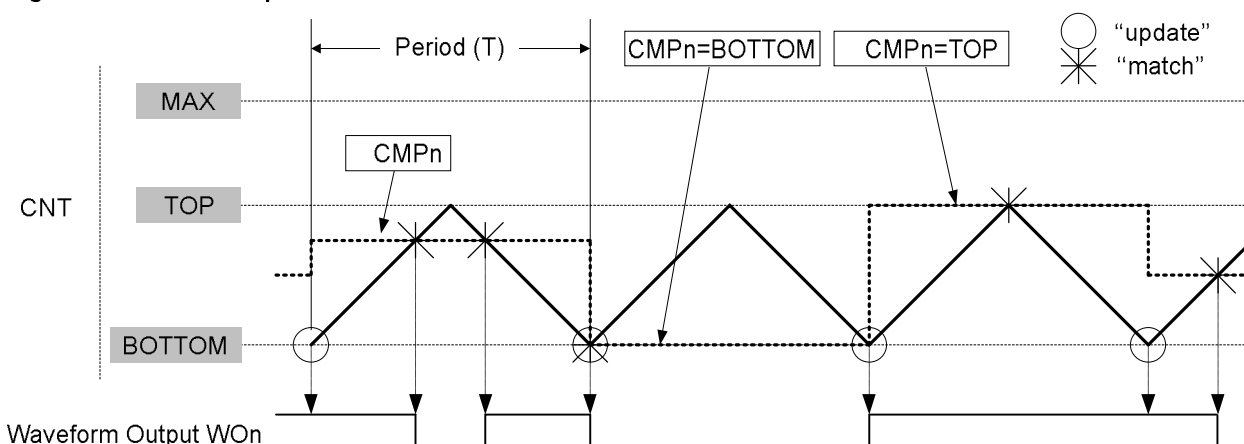 Period (T)
CMPn=BOTTOM
CMPn=TOP
"update"
"match"
MAX
CMPn
CNT
TOP
BOTTOM
Waveform Output WOn